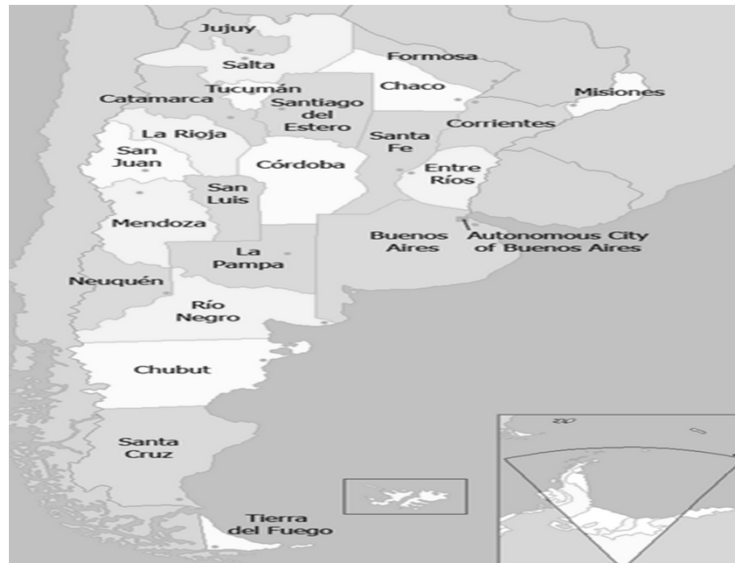 Jujuy
Salta
Formosa
Tucumán
Chaco
Misiones
Catamarca
Santiago
del
Estero
Corrientes
La Rioja
Santa
Fe
San
Juan
Córdoba
Entre
Ríos
San
Luis
Mendoza
Buenos
Aires
Autonomous City
of Buenos Aires
La
Pampa
Neuquén
Río
Negro
Chubut
Santa
Cruz
Tierra
del Fuego